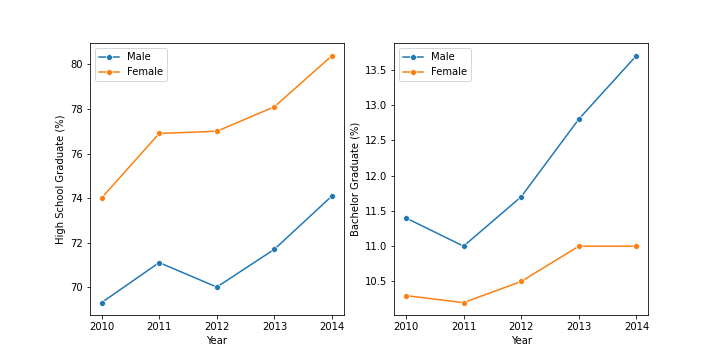 Male
Female
80
78
76
74
72
70
High School Graduate (%)
2010 2011 2012 2013 2014
Year
Male
Female
13.5
13.0
12.5
12.0
11.5
11.0
10.5
Bachelor Graduate (%)
2010 2011 2012 2013 2014
Year